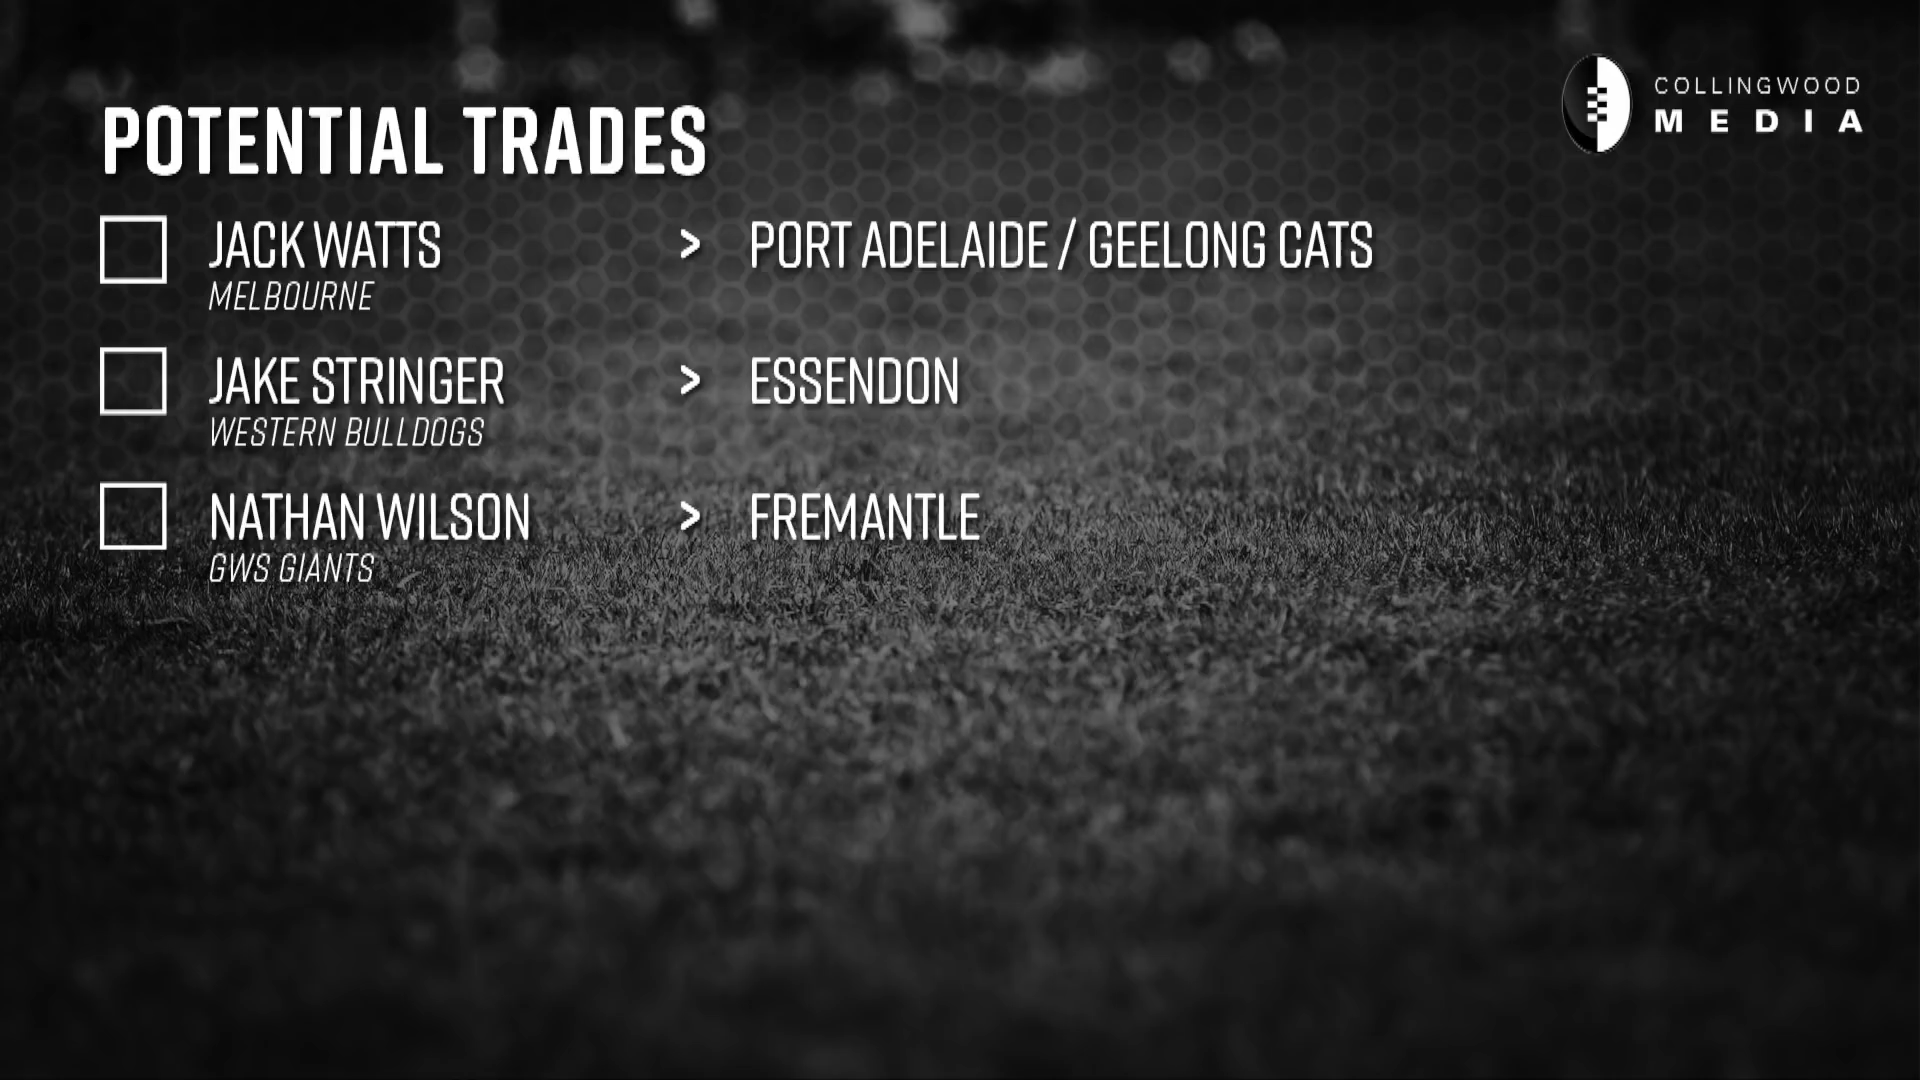 COLLINGWOOD
MEDIA
POTENTIAL TRADES
JACK WATTS > PORT ADELAIDE / GEELONG CATS
MELBOURNE
JAKE STRINGER > ESSENDON
WESTERN BULLDOGS
NATHAN WILSON > FREMANTLE
GWS GIANTS